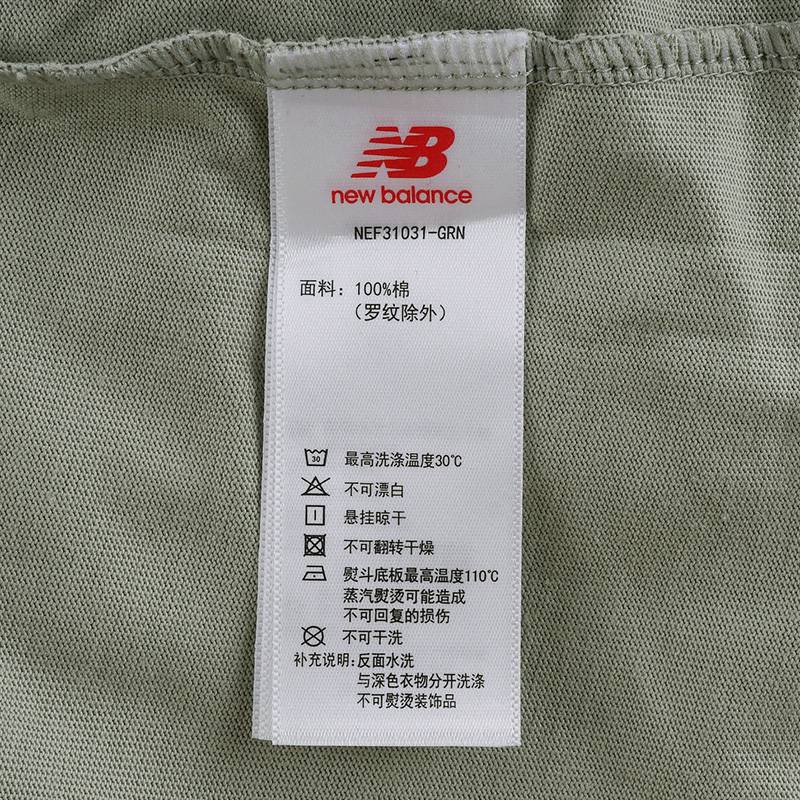 NB
new balance
NEF31031-GRN
面料：100%棉
（罗纹除外）
30 最高洗涤温度30℃
不可漂白
悬挂晾干
不可翻转干燥
熨斗底板最高温度110℃
蒸汽熨烫可能造成
不可回复的损伤
不可干洗
补充说明：反面水洗
与深色衣物分开洗涤
不可熨烫装饰品